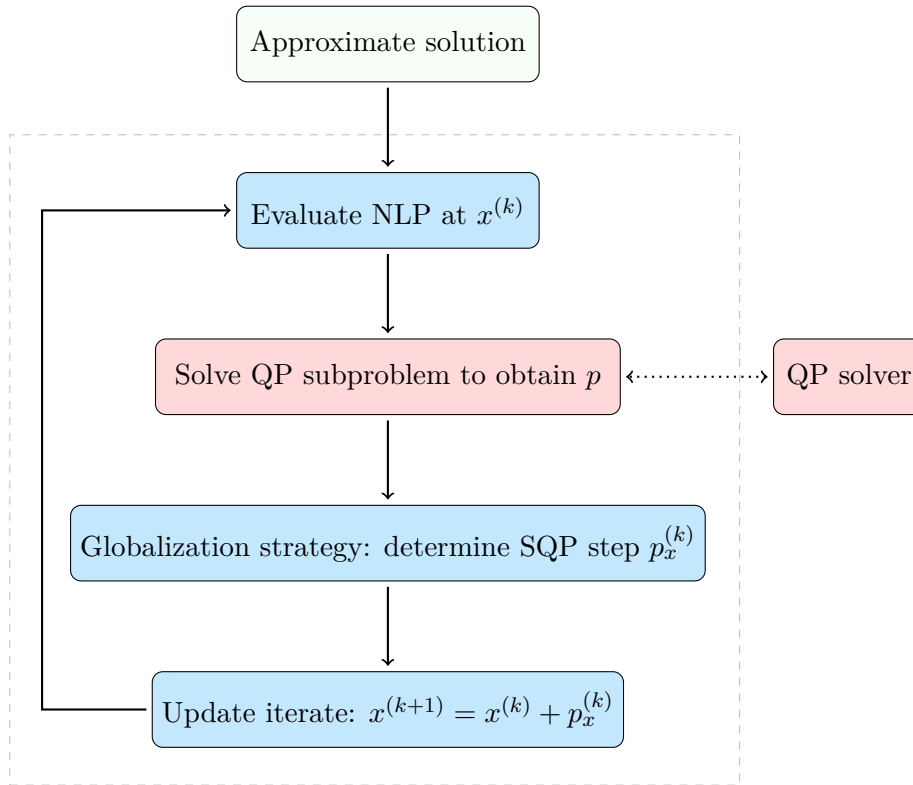 Approximate solution
Evaluate NLP at $x^{(k)}$
Solve QP subproblem to obtain $p$
QP solver
Globalization strategy: determine SQP step $p_x^{(k)}$
Update iterate: $x^{(k+1)} = x^{(k)} + p_x^{(k)}$